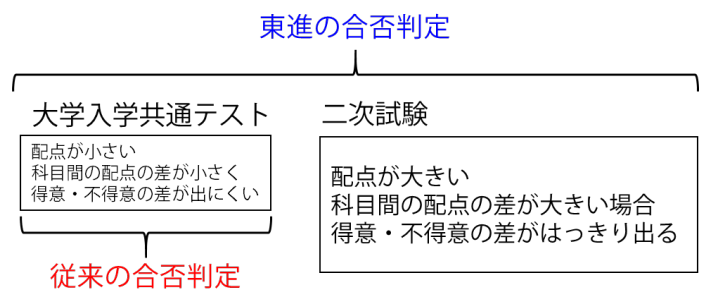 東進の合否判定
大学入学共通テスト
配点が小さい
科目間の配点の差が小さく
得意・不得意の差が出にくい
従来の合否判定
二次試験
配点が大きい
科目間の配点の差が大きい場合
得意・不得意の差がはっきり出る